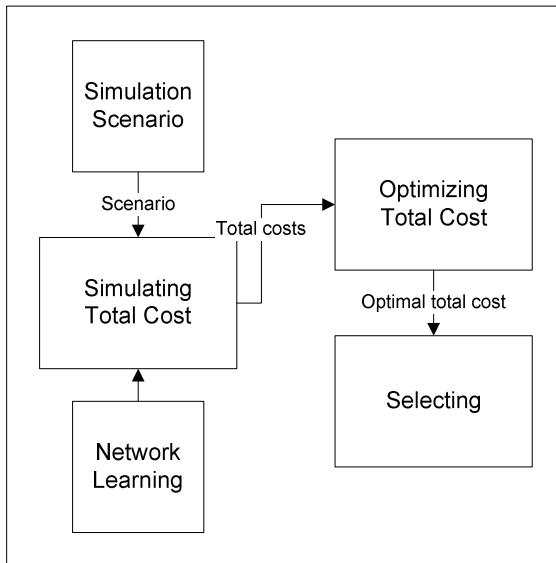 Simulation
Scenario
Scenario
Simulating
Total Cost
Network
Learning
Total costs
Optimizing
Total Cost
Optimal total cost
Selecting